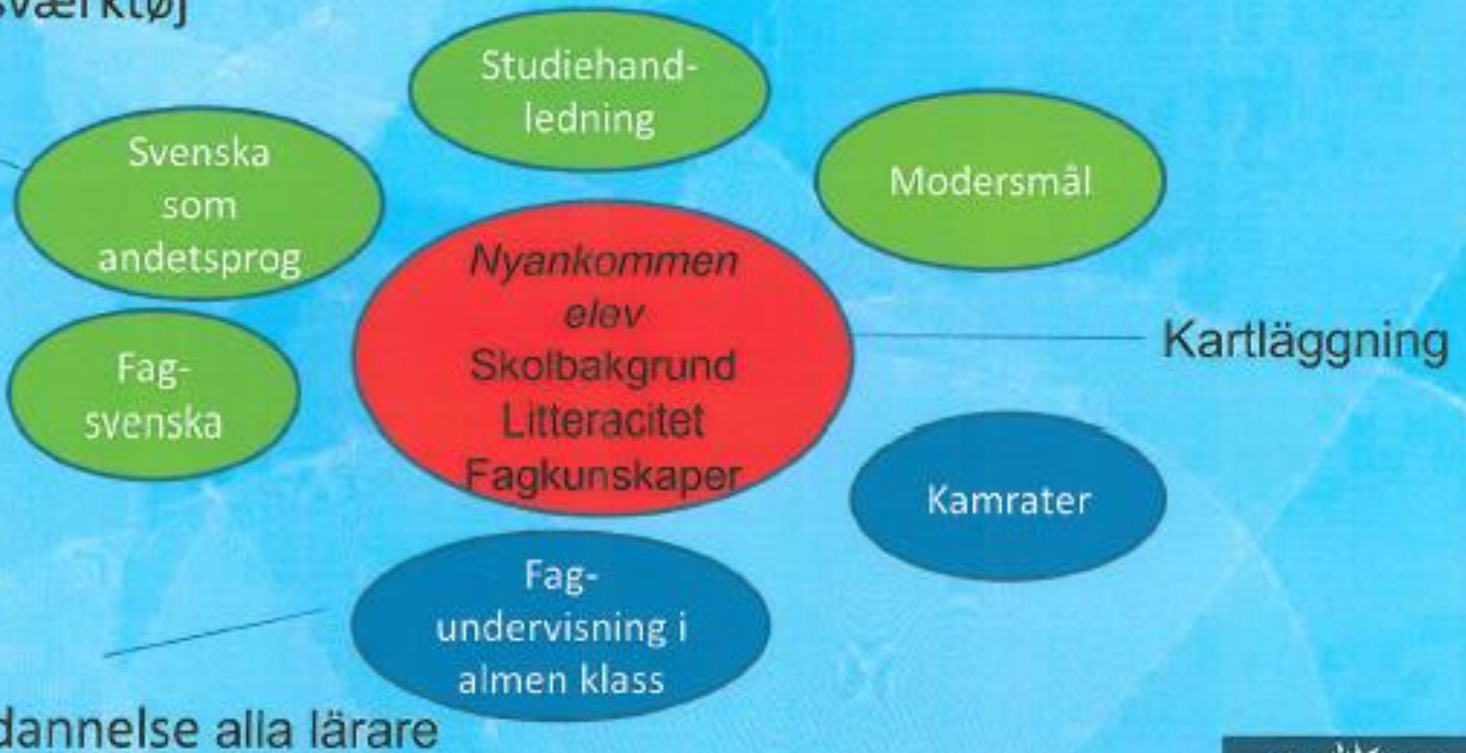 sværktøj
Studiehand-
ledning
Svenska
som
andetsprog
Modersmål
Nyankommen
elev
Skolbakgrund
Litteracitet
Fagkunskaper
Kartläggning
Fag-
svenska
Kamrater
Fag-
undervisning i
almen klass
dannelse alla lärare